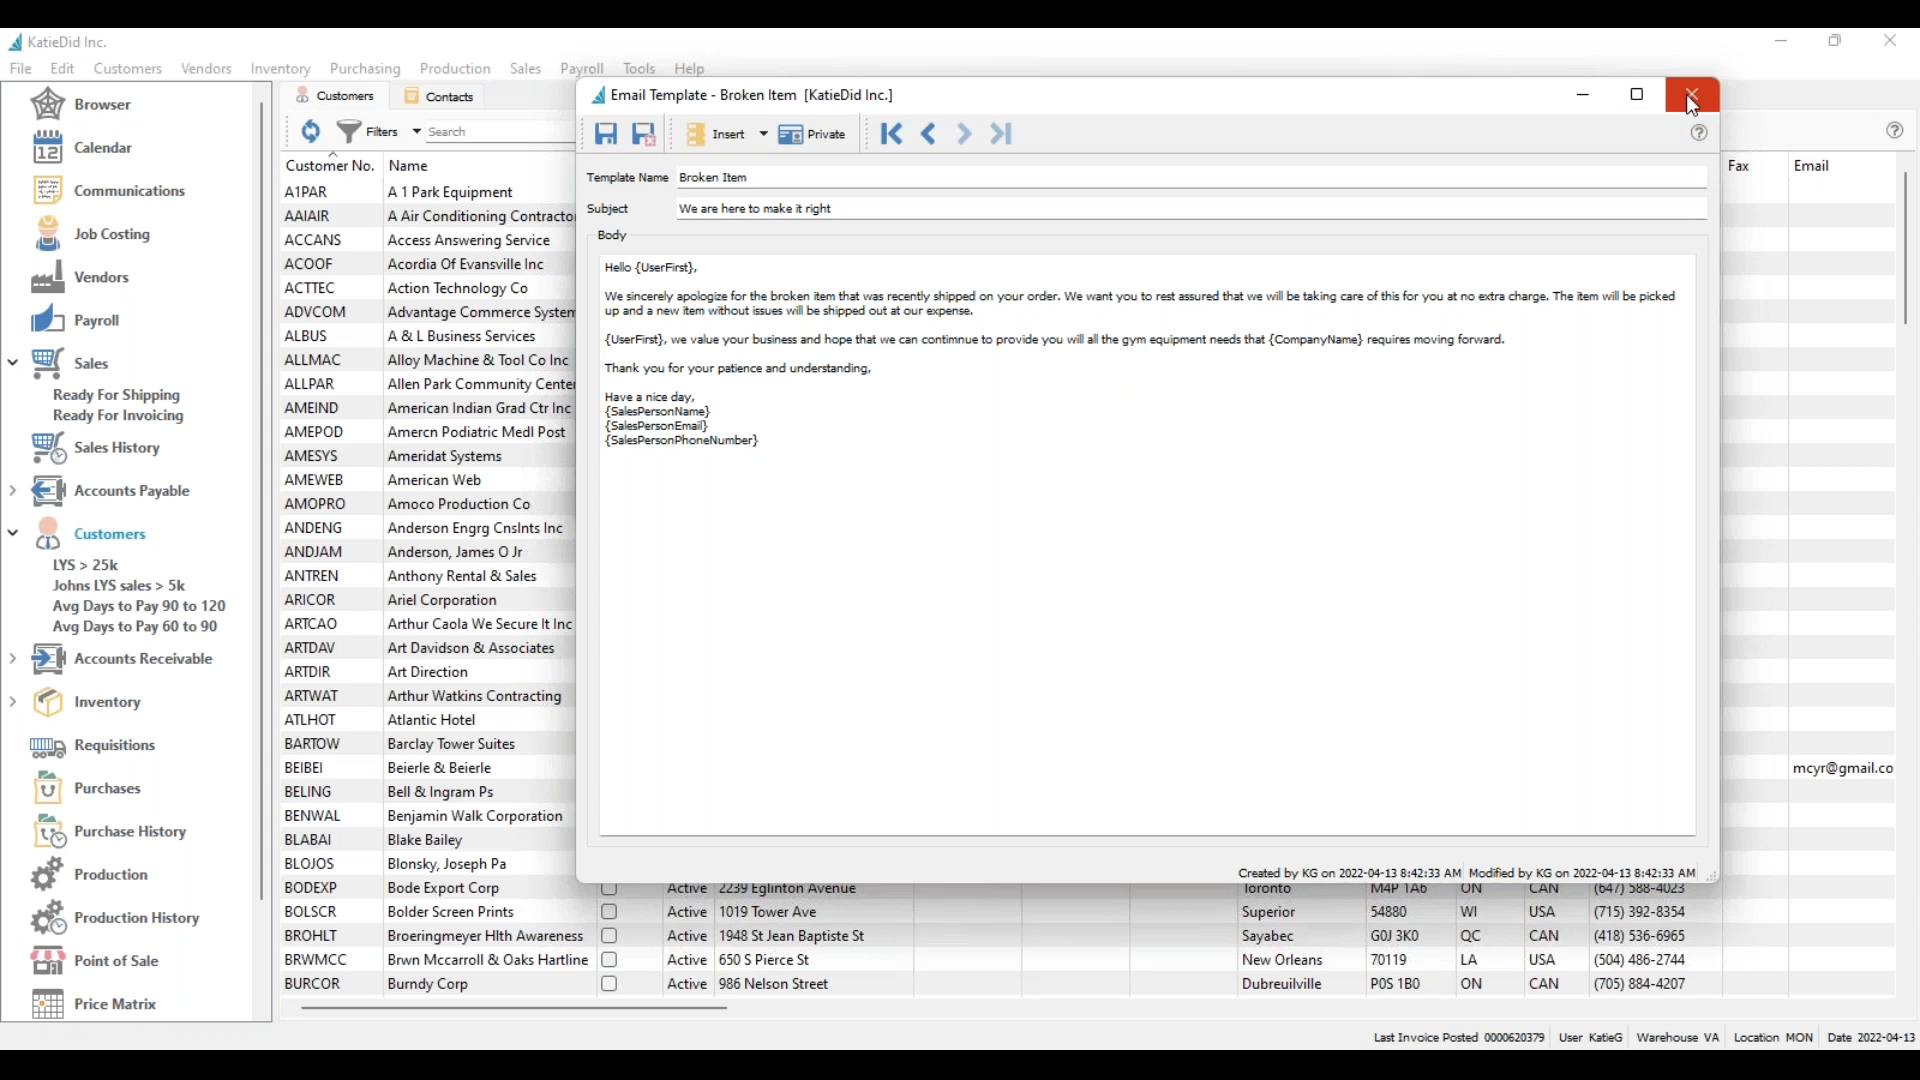 KatieDid Inc.
File Edit Customers Vendors Inventory Purchasing Production Sales Payroll Tools Help
Browser
12 Calendar
Communications
Job Costing
Vendors
Payroll
Sales
Ready For Shipping
Ready For Invoicing
Sales History
Accounts Payable
Customers
LYS > 25k
Johns LYS sales > 5k
Avg Days to Pay 90 to 120
Avg Days to Pay 60 to 90
Accounts Receivable
Inventory
Requisitions
Purchases
Purchase History
Production
Production History
Point of Sale
Price Matrix
Customers Contacts
Filters Search
Customer No. Name Fax Email
A1PAR A 1 Park Equipment
AAIAIR A Air Conditioning Contracto
ACCANS Access Answering Service
ACOOF Acordia Of Evansville Inc
ACTTEC Action Technology Co
ADVCOM Advantage Commerce System
ALBUS A & L Business Services
ALLMAC Alloy Machine & Tool Co Inc
ALLPAR Allen Park Community Center
AMEIND American Indian Grad Ctr Inc
AMEPOD Amercn Podiatric Medl Post
AMESYS Ameridat Systems
AMEWEB American Web
AMOPRO Amoco Production Co
ANDENG Anderson Engrg Cnslnts Inc
ANDJAM Anderson, James O Jr
ANTREN Anthony Rental & Sales
ARICOR Ariel Corporation
ARTCAO Arthur Caola We Secure It Inc
ARTDAV Art Davidson & Associates
ARTDIR Art Direction
ARTWAT Arthur Watkins Contracting
ATLHOT Atlantic Hotel
BARTOW Barclay Tower Suites
BEIBEI Beierle & Beierle mcyr@gmail.co
BELING Bell & Ingram Ps
BENWAL Benjamin Walk Corporation
BLABAI Blake Bailey
BLOJOS Blonsky, Joseph Pa
BODEXP Bode Export Corp Active 2239 Eglinton Avenue Toronto M4P 1A6 ON CAN (647) 588-4023
BOLSCR Bolder Screen Prints Active 1019 Tower Ave Superior 54880 WI USA (715) 392-8354
BROHLT Broeringmeyer Hlth Awareness Active 1948 St Jean Baptiste St Sayabec G0J 3K0 QC CAN (418) 536-6965
BRWMCC Brwn Mccarroll & Oaks Hartline Active 650 S Pierce St New Orleans 70119 LA USA (504) 486-2744
BURCOR Burndy Corp Active 986 Nelson Street Dubreuilville P0S 1B0 ON CAN (705) 884-4207
Email Template - Broken Item [KatieDid Inc.]
Insert Private
Template Name Broken Item
Subject We are here to make it right
Body
Hello {UserFirst},
We sincerely apologize for the broken item that was recently shipped on your order. We want you to rest assured that we will be taking care of this for you at no extra charge. The item will be picked
up and a new item without issues will be shipped out at our expense.
{UserFirst}, we value your business and hope that we can contimnue to provide you will all the gym equipment needs that {CompanyName} requires moving forward.
Thank you for your patience and understanding,
Have a nice day,
{SalesPersonName}
{SalesPersonEmail}
{SalesPersonPhoneNumber}
Created by KG on 2022-04-13 8:42:33 AM Modified by KG on 2022-04-13 8:42:33 AM
Last Invoice Posted 0000620379 User KatieG Warehouse VA Location MON Date 2022-04-13